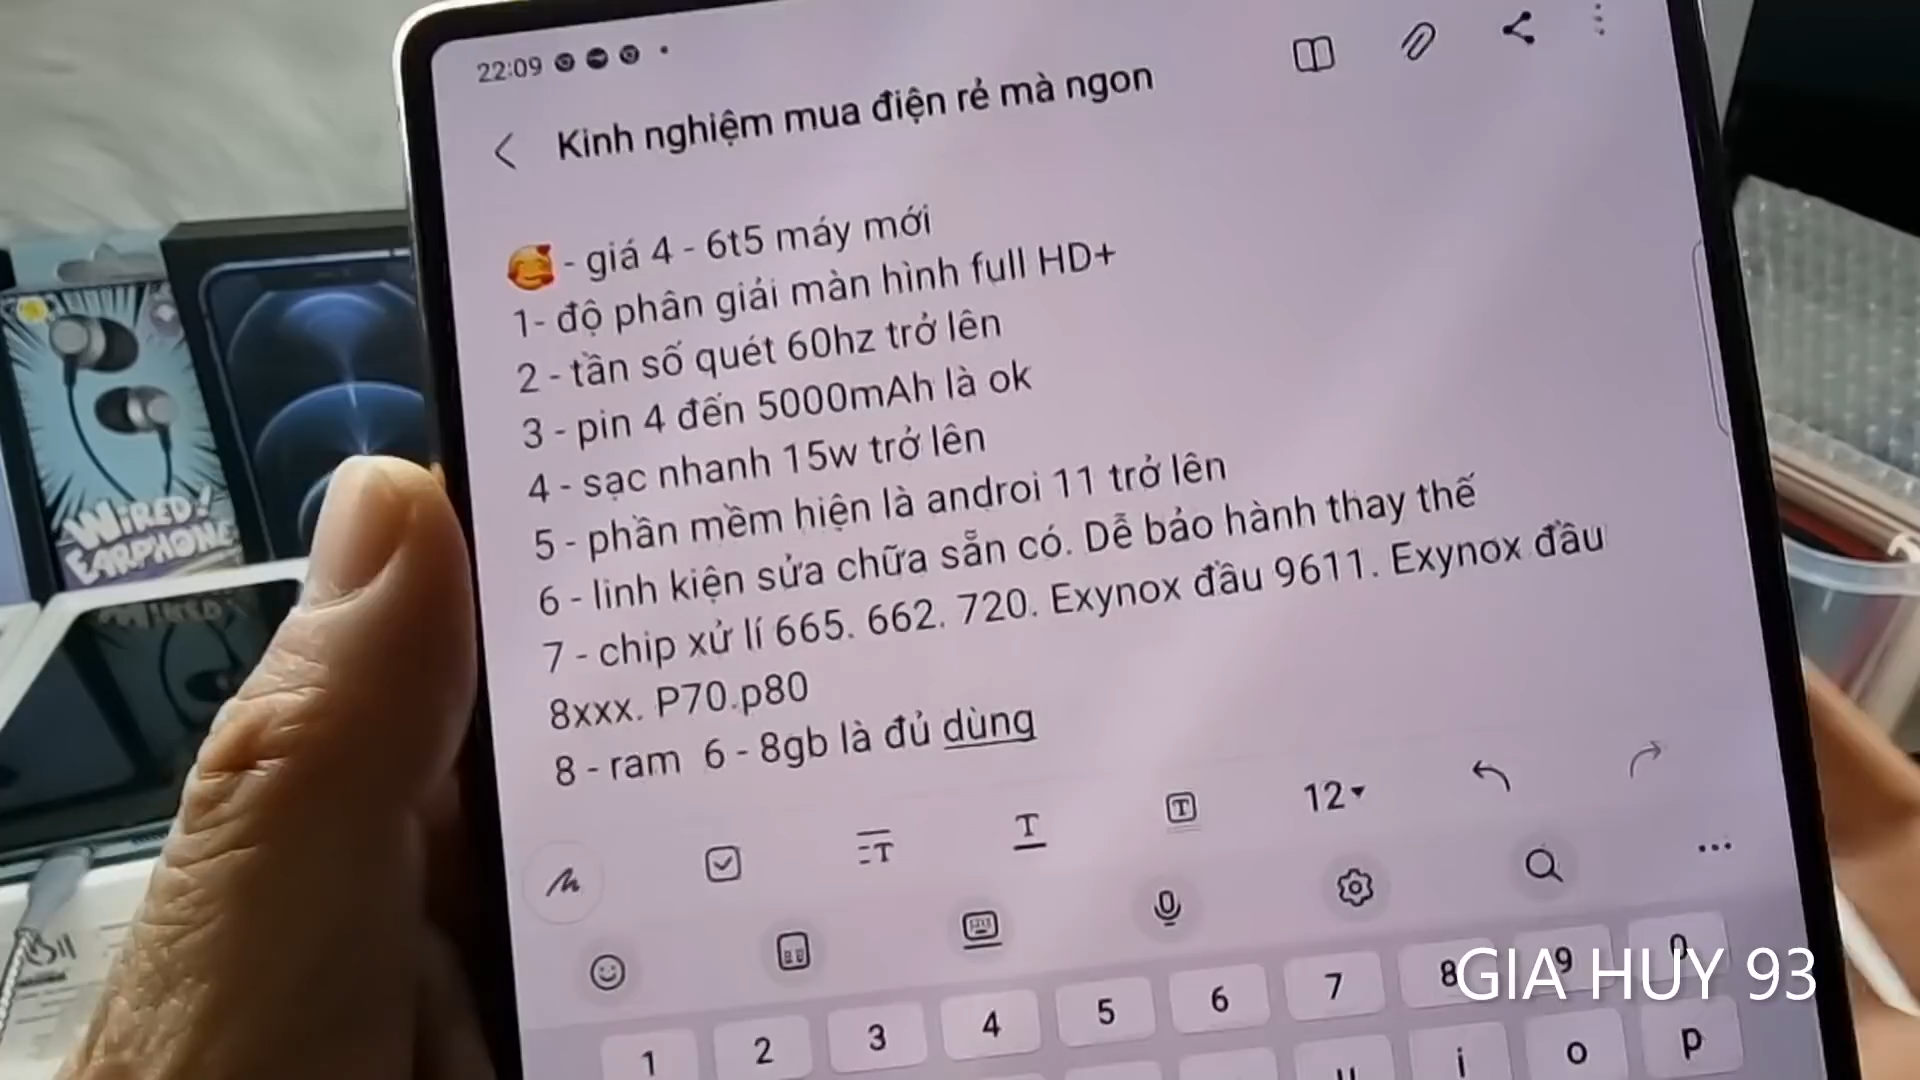 22:09
Kinh nghiệm mua điện rẻ mà ngon
🥰 - giá 4 - 6t5 máy mới
1- độ phân giải màn hình full HD+
2 - tần số quét 60hz trở lên
3 - pin 4 đến 5000mAh là ok
4 - sạc nhanh 15w trở lên
5 - phần mềm hiện là androi 11 trở lên
6 - linh kiện sửa chữa sẵn có. Dễ bảo hành thay thế
7 - chip xử lí 665. 662. 720. Exynox đầu 9611. Exynox đầu
8xxx. P70.p80
8 - ram 6 - 8gb là đủ dùng
12
1 2 3 4 5 6 7 8 9 0
u i o p
GIA HUY 93
WIRED!
EARPHONE